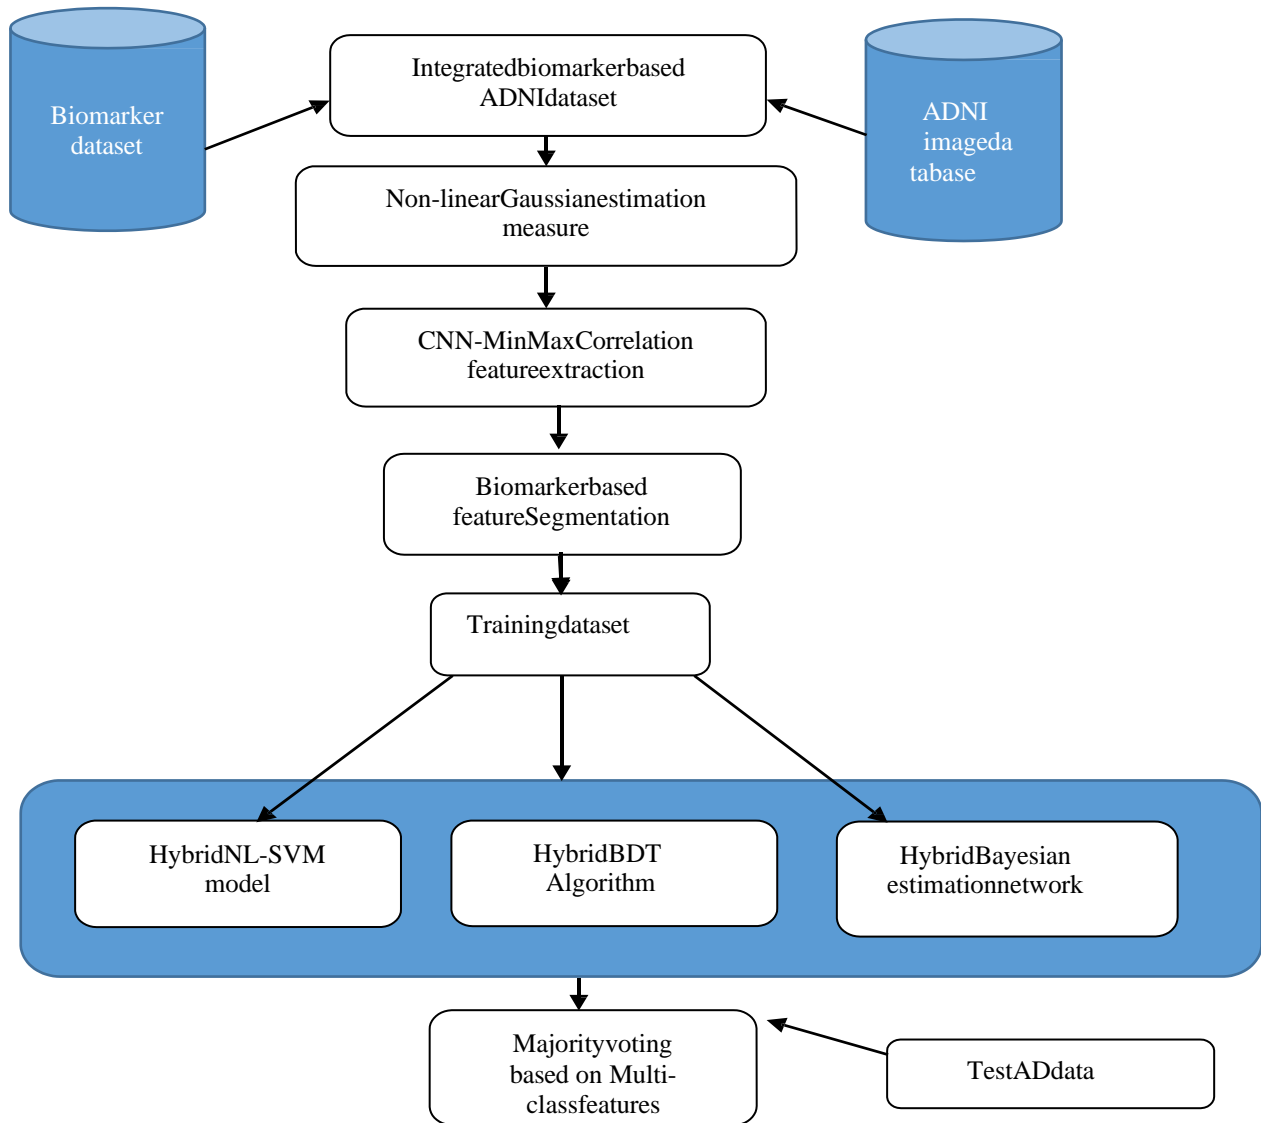 Biomarker
dataset
Integratedbiomarkerbased
ADNIdataset
ADNI
imageda
tabase
Non-linearGaussianestimation
measure
CNN-MinMaxCorrelation
featureextraction
Biomarkerbased
featureSegmentation
Trainingdataset
HybridNL-SVM
model
HybridBDT
Algorithm
HybridBayesian
estimationnetwork
Majorityvoting
based on Multi-
classfeatures
TestADdata